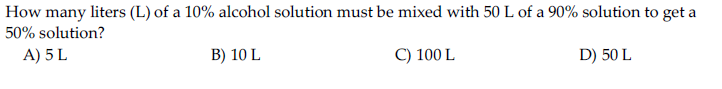 How many liters (L) of a 10% alcohol solution must be mixed with 50 L of a 90% solution to get a
50% solution?
A) 5 L B) 10 L C) 100 L D) 50 L